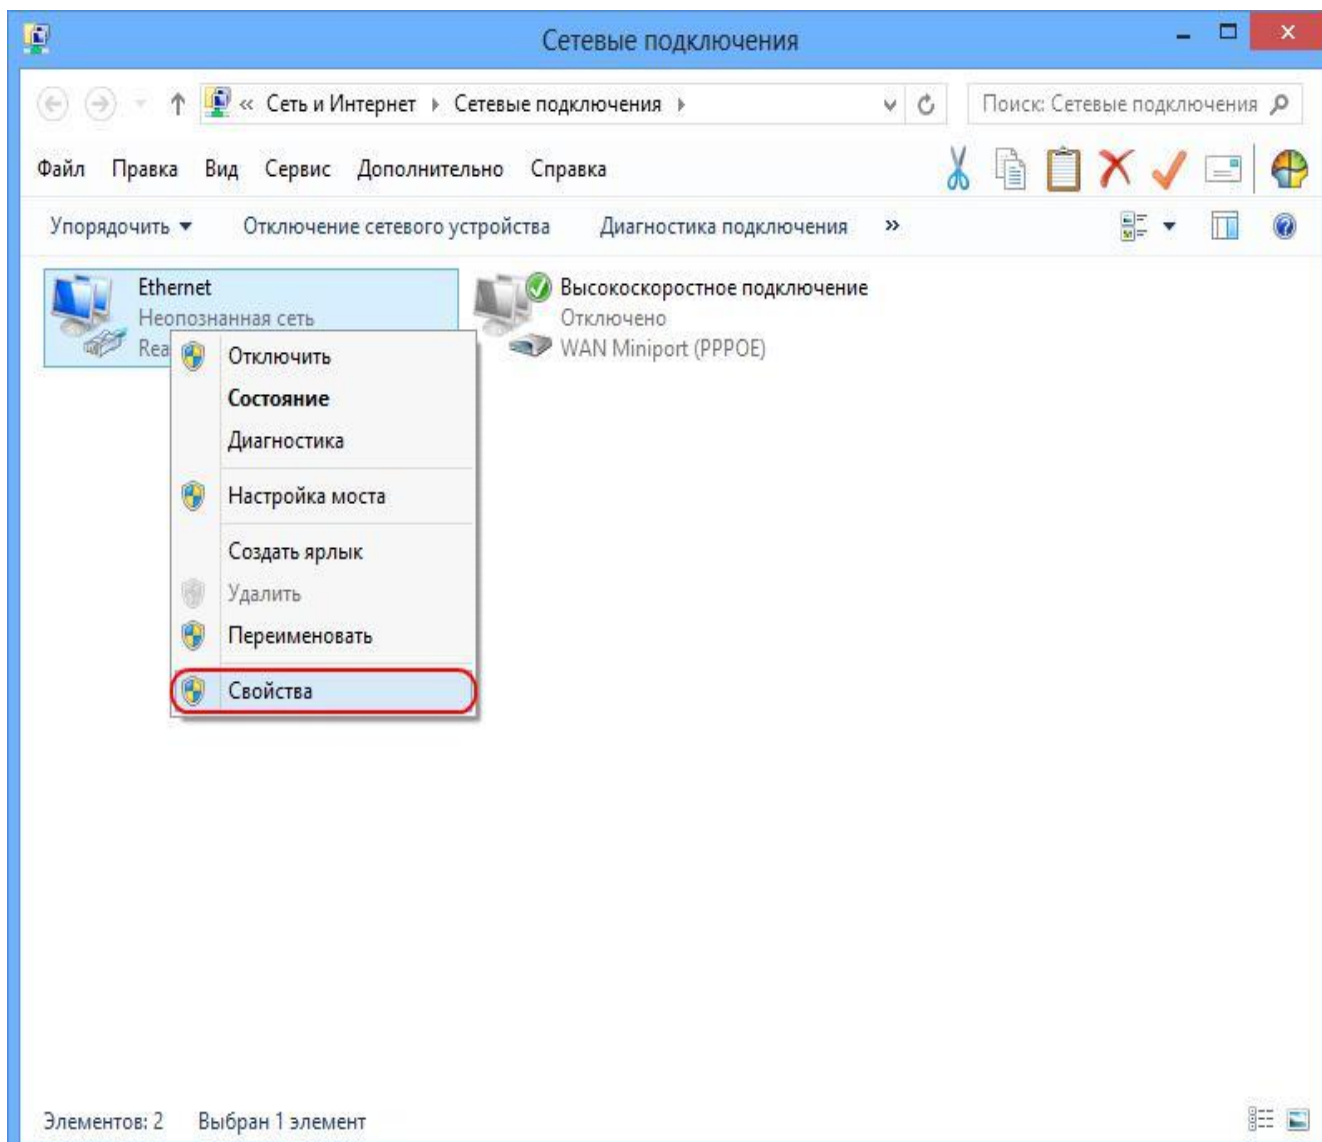 Сетевые подключения
« Сеть и Интернет Сетевые подключения
Поиск: Сетевые подключения
Файл Правка Вид Сервис Дополнительно Справка
Упорядочить Отключение сетевого устройства Диагностика подключения »
Ethernet
Неопознанная сеть
Rea
Высокоскоростное подключение
Отключено
WAN Miniport (PPPOE)
Отключить
Состояние
Диагностика
Настройка моста
Создать ярлык
Удалить
Переименовать
Свойства
Элементов: 2 Выбран 1 элемент